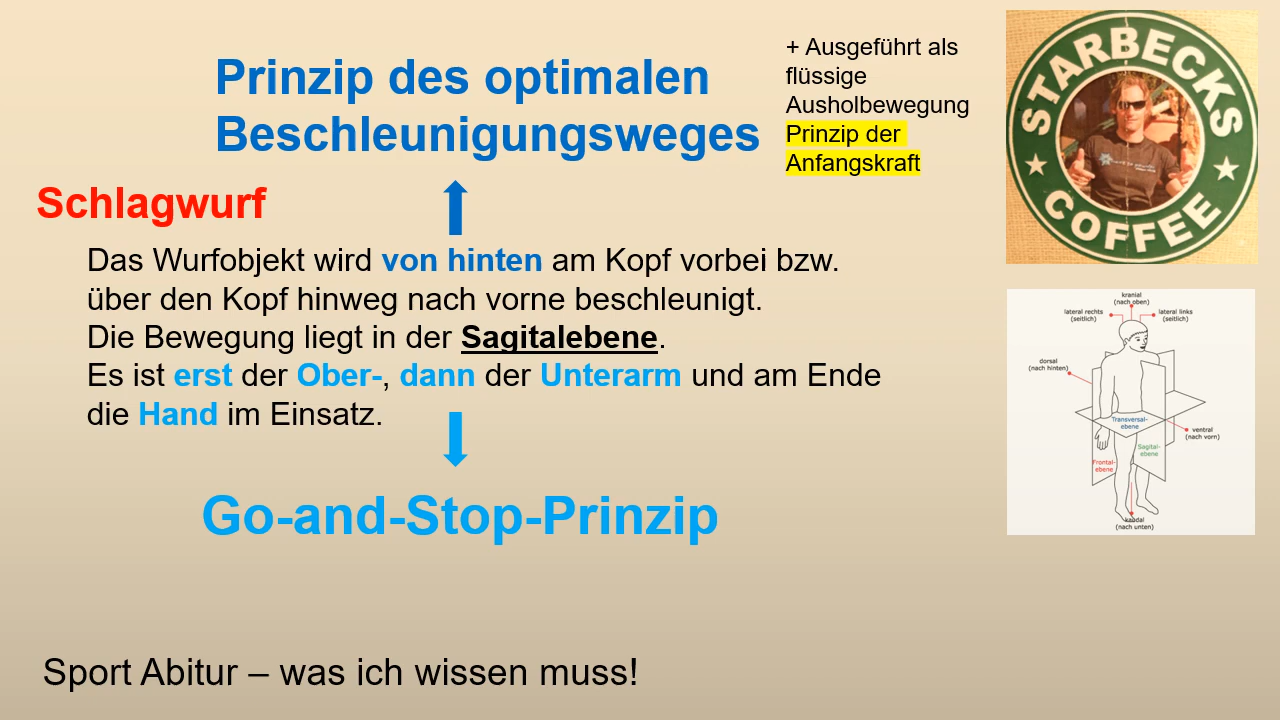 Prinzip des optimalen
Beschleunigungsweges
+ Ausgeführt als
flüssige
Ausholbewegung
Prinzip der
Anfangskraft
STARBECKS
COFFEE
Schlagwurf
Das Wurfobjekt wird von hinten am Kopf vorbei bzw.
über den Kopf hinweg nach vorne beschleunigt.
Die Bewegung liegt in der Sagitalebene.
Es ist erst der Ober-, dann der Unterarm und am Ende
die Hand im Einsatz.
Go-and-Stop-Prinzip
kranial
(nach oben)
lateral rechts
(seitlich)
lateral links
(seitlich)
dorsal
(nach hinten)
Transversal-
ebene
ventral
(nach vorn)
Sagital-
ebene
Frontal-
ebene
kaudal
(nach unten)
Sport Abitur – was ich wissen muss!